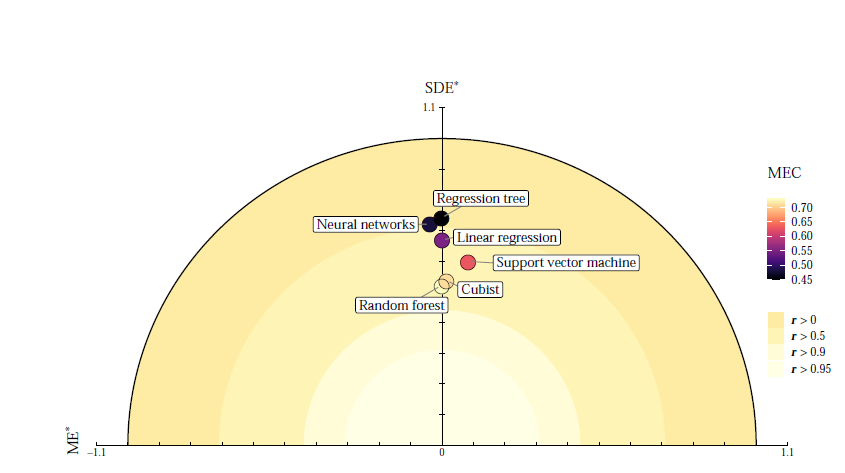 SDE*
1.1
MEC
Regression tree
0.70
Neural networks
0.65
Linear regression
0.60
0.55
Support vector machine
0.50
0.45
Cubist
Random forest
r > 0
r > 0.5
r > 0.9
r > 0.95
ME*
−1.1
0
1.1